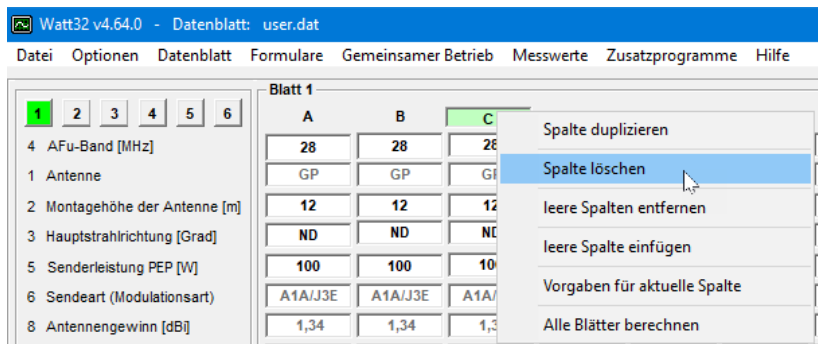 Watt32 v4.64.0 - Datenblatt: user.dat
Datei Optionen Datenblatt Formulare Gemeinsamer Betrieb Messwerte Zusatzprogramme Hilfe
Blatt 1
1 2 3 4 5 6 A B C
4 AFu-Band [MHz] 28 28 28
1 Antenne GP GP
2 Montagehöhe der Antenne [m] 12 12 12
3 Hauptstrahlrichtung [Grad] ND ND
5 Senderleistung PEP [W] 100 100
6 Sendeart (Modulationsart) A1A/J3E A1A/J3E
8 Antennengewinn [dBi] 1,34 1,34
Spalte duplizieren
Spalte löschen
leere Spalten entfernen
leere Spalte einfügen
Vorgaben für aktuelle Spalte
Alle Blätter berechnen